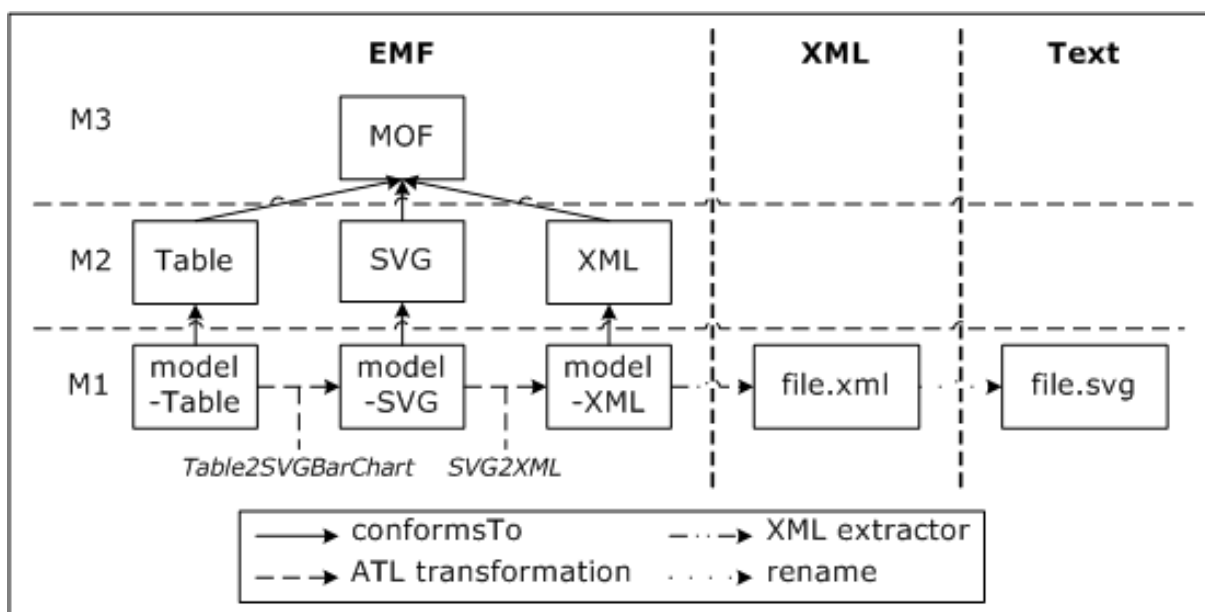 EMF XML Text
M3
MOF
M2
Table SVG XML
M1
model
-Table
model
-SVG
model
-XML
file.xml
file.svg
Table2SVGBarChart SVG2XML
conformsTo XML extractor
ATL transformation rename